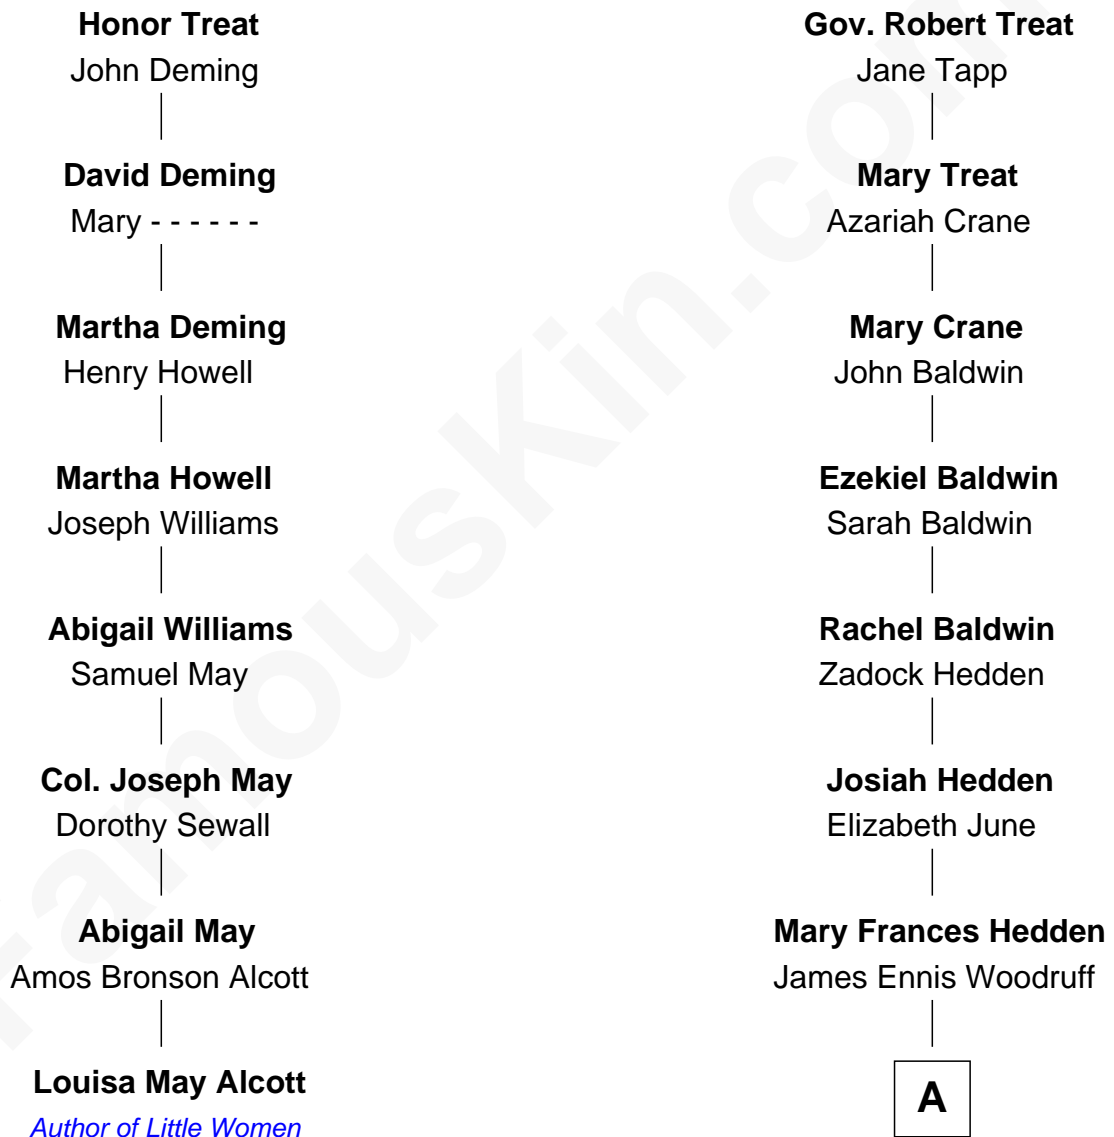 Honor Treat
John Deming
David Deming
Mary - - - - - -
Martha Deming
Henry Howell
Martha Howell
Joseph Williams
Abigail Williams
Samuel May
Col. Joseph May
Dorothy Sewall
Abigail May
Amos Bronson Alcott
Louisa May Alcott
Author of Little Women
Gov. Robert Treat
Jane Tapp
Mary Treat
Azariah Crane
Mary Crane
John Baldwin
Ezekiel Baldwin
Sarah Baldwin
Rachel Baldwin
Zadock Hedden
Josiah Hedden
Elizabeth June
Mary Frances Hedden
James Ennis Woodruff
A
FamousKin.com